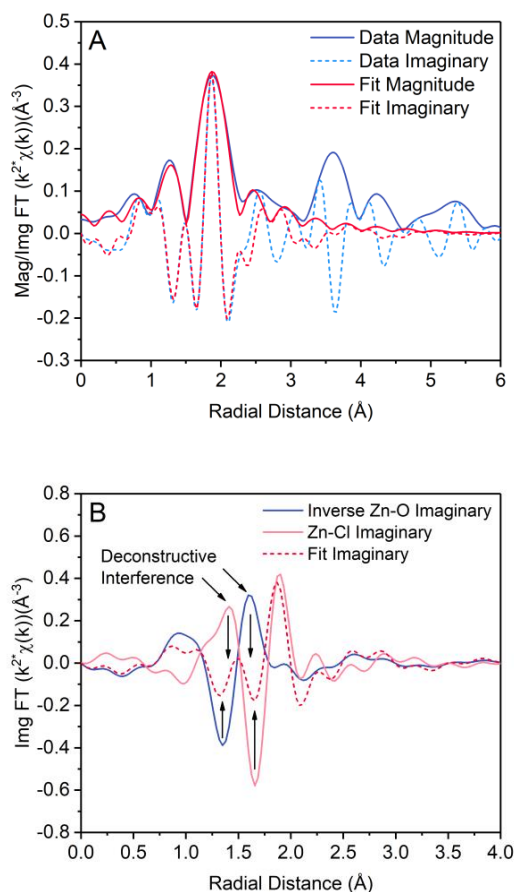 A
Data Magnitude
Data Imaginary
Fit Magnitude
Fit Imaginary
Mag/Img FT (k²*χ(k))(Å-³)
0.5
0.4
0.3
0.2
0.1
0.0
-0.1
-0.2
-0.3
0 1 2 3 4 5 6
Radial Distance (Å)
B
Inverse Zn-O Imaginary
Zn-Cl Imaginary
Fit Imaginary
Deconstructive
Interference
Img FT (k²*χ(k))(Å-³)
0.8
0.6
0.4
0.2
0.0
-0.2
-0.4
-0.6
-0.8
0.0 0.5 1.0 1.5 2.0 2.5 3.0 3.5 4.0
Radial Distance (Å)